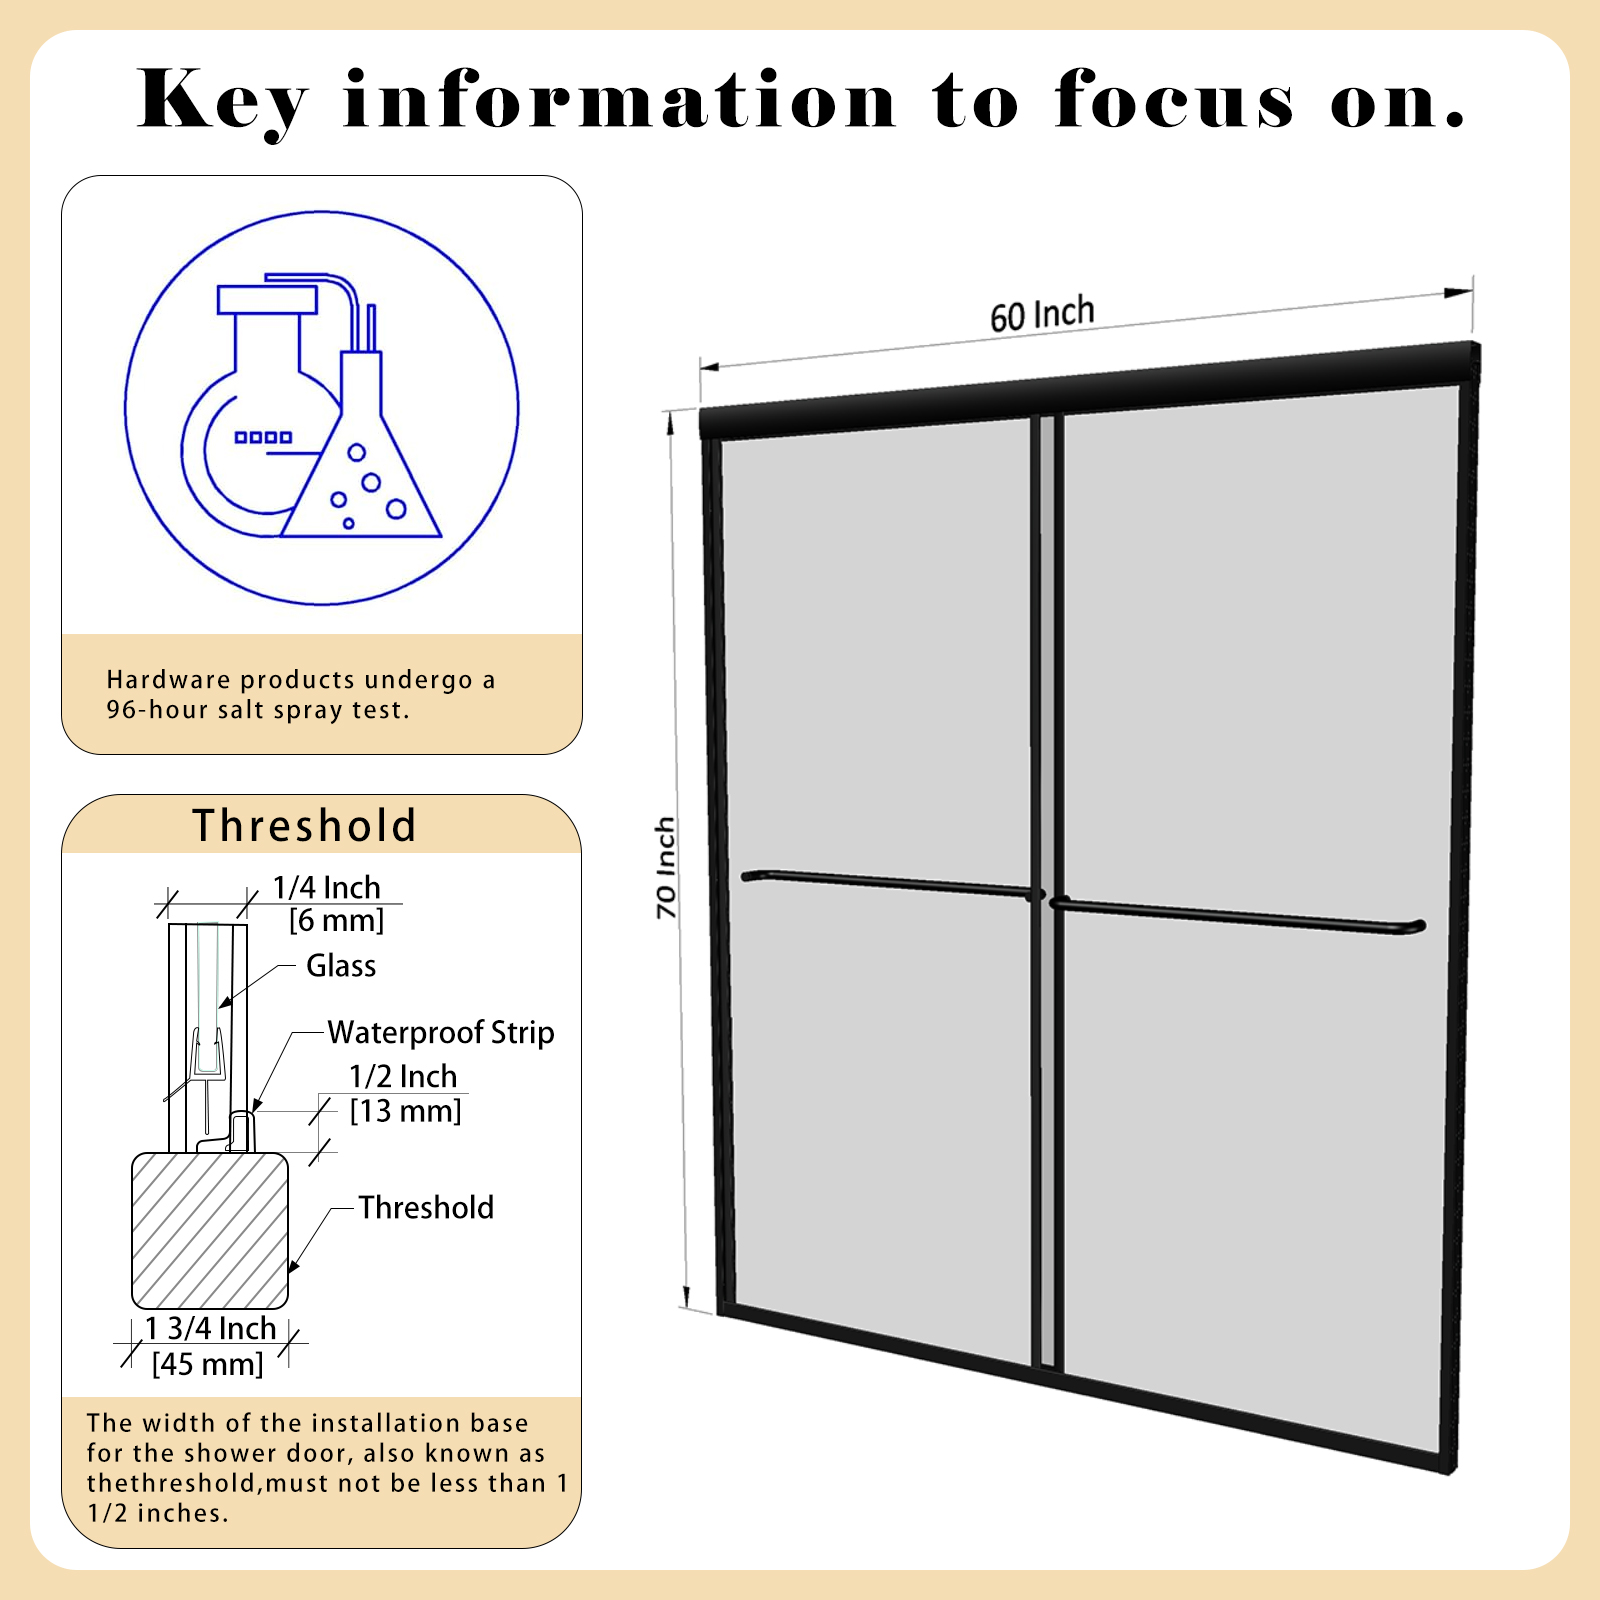 Key information to focus on.
Hardware products undergo a
96-hour salt spray test.
60 Inch
70 Inch
Threshold
1/4 Inch
[6 mm]
Glass
Waterproof Strip
1/2 Inch
[13 mm]
Threshold
1 3/4 Inch
[45 mm]
The width of the installation base
for the shower door, also known as
thethreshold,must not be less than 1
1/2 inches.